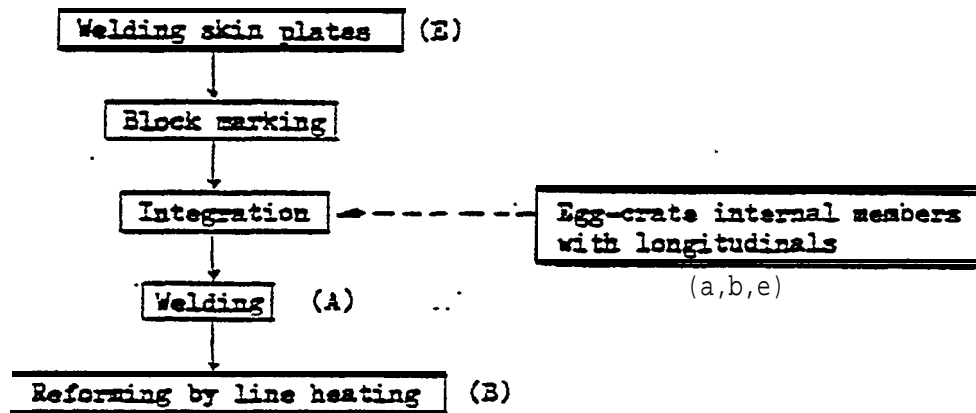 Welding skin plates (E)
Block marking
Integration
Egg-crate internal members
with longitudinals
(a,b,e)
Welding (A)
Reforming by line heating (B)